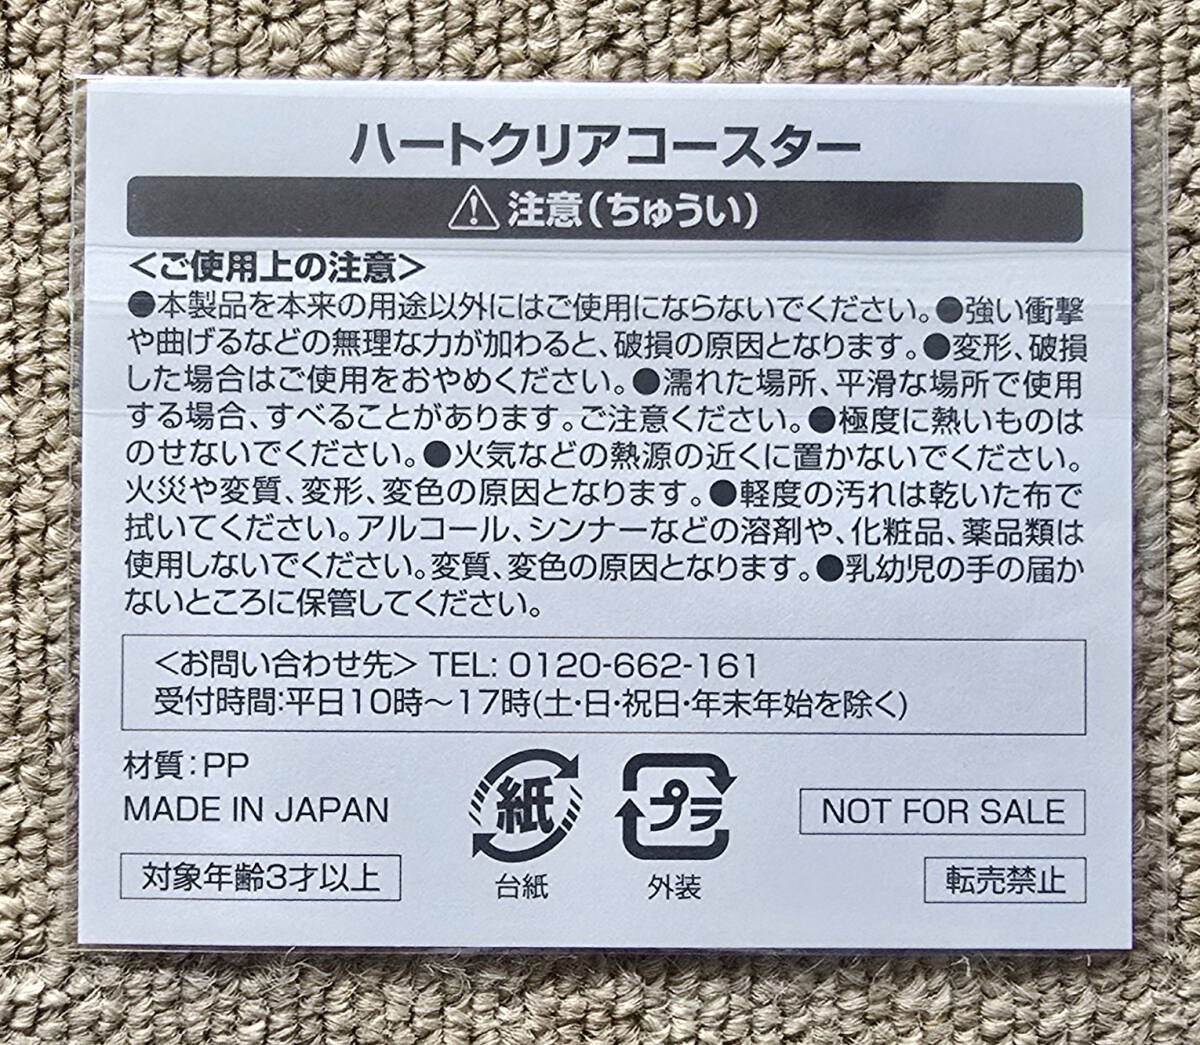 ハートクリアコースター
⚠注意(ちゅうい)
<ご使用上の注意>
●本製品を本来の用途以外にはご使用にならないでください。●強い衝撃
や曲げるなどの無理な力が加わると、破損の原因となります。●変形、破損
した場合はご使用をおやめください。●濡れた場所、平滑な場所で使用
する場合、すべることがあります。ご注意ください。●極度に熱いものは
のせないでください。●火気などの熱源の近くに置かないでください。
火災や変質、変形、変色の原因となります。●軽度の汚れは乾いた布で
拭いてください。アルコール、シンナーなどの溶剤や、化粧品、薬品類は
使用しないでください。変質、変色の原因となります。●乳幼児の手の届か
ないところに保管してください。
<お問い合わせ先> TEL: 0120-662-161
受付時間:平日10時〜17時(土・日・祝日・年末年始を除く)
材質:PP
MADE IN JAPAN
対象年齢3才以上
紙
台紙
プラ
外装
NOT FOR SALE
転売禁止